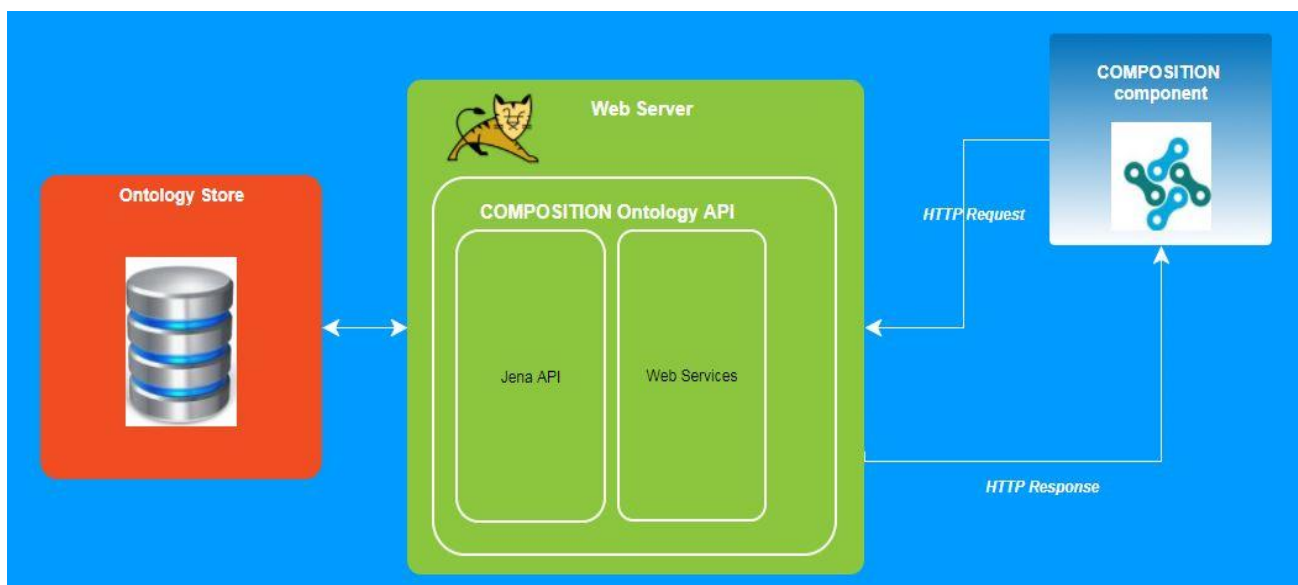 Ontology Store
Web Server
COMPOSITION Ontology API
Jena API
Web Services
HTTP Request
COMPOSITION
component
HTTP Response